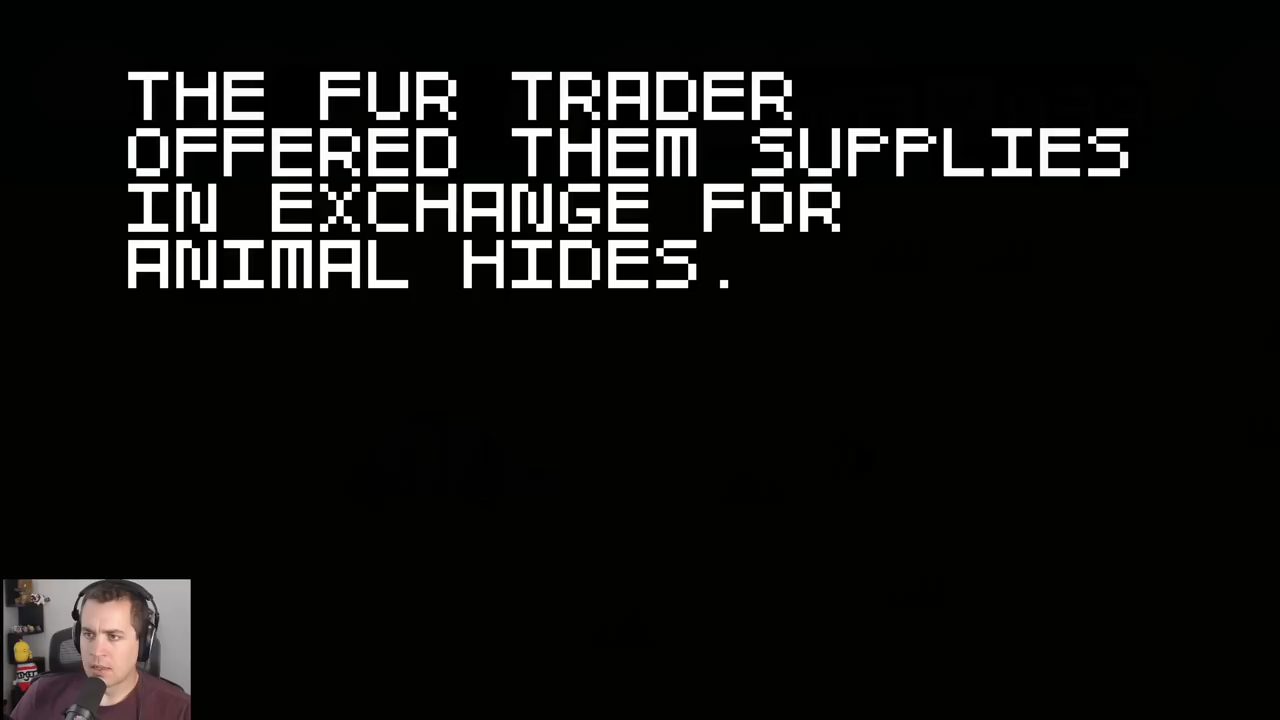 THE FUR TRADER
OFFERED THEM SUPPLIES
IN EXCHANGE FOR
ANIMAL HIDES.